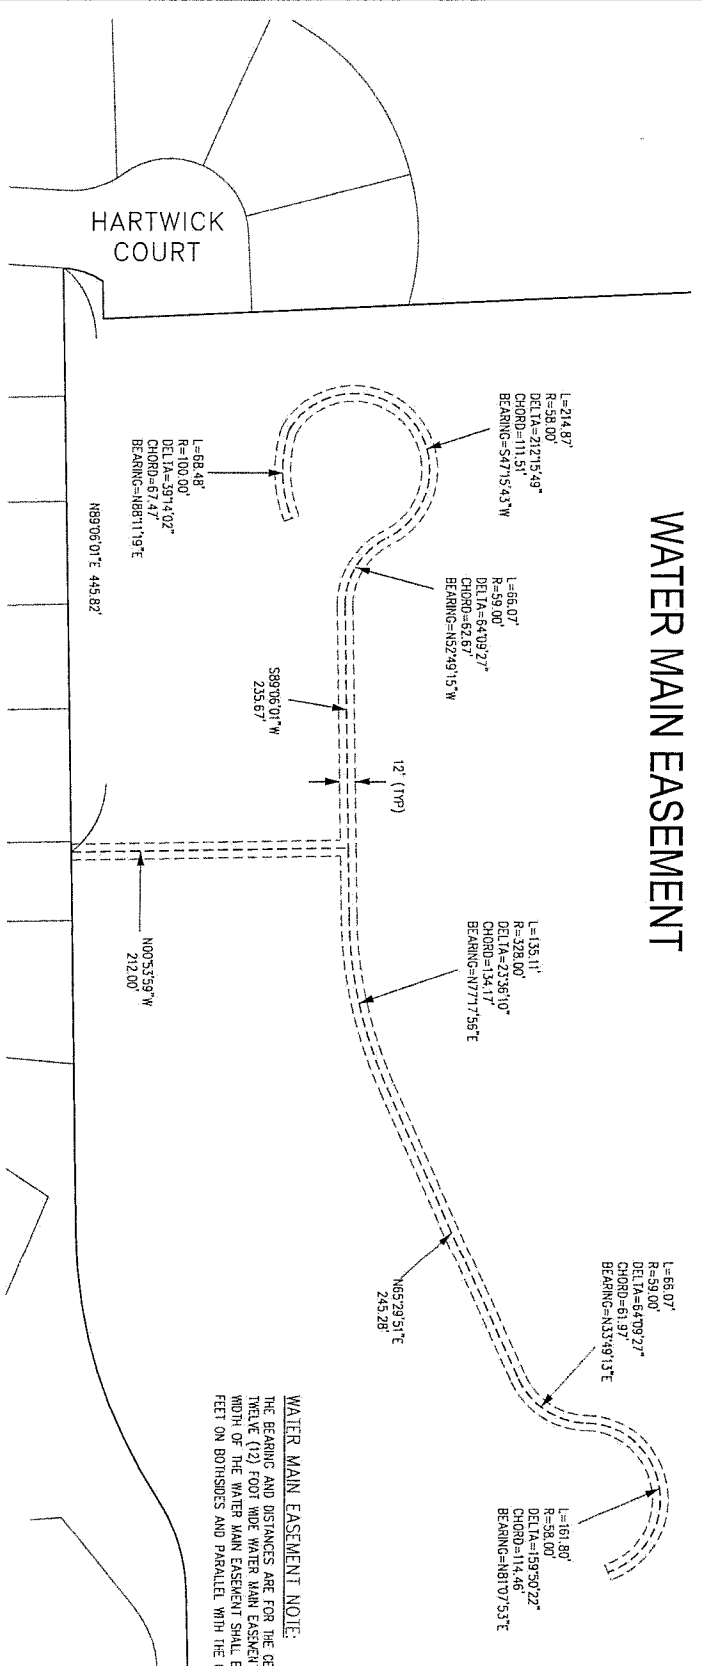 HARTWICK
COURT
WATER MAIN EASEMENT
L=214.87'
R=58.00'
DELTA=212°15'49"
CHORD=111.51'
BEARING=S47°15'43"W
L=68.48'
R=100.00'
DELTA=39°14'02"
CHORD=67.47'
BEARING=N88°11'19"E
N89°06'01"E 445.82'
L=66.07'
R=59.00'
DELTA=64°09'27"
CHORD=62.67'
BEARING=N52°49'15"W
S89°06'01"W
235.67'
12' (TYP)
N00°53'59"W
212.00'
L=135.11'
R=328.00'
DELTA=23°36'10"
CHORD=134.17'
BEARING=N77°17'56"E
N65°29'51"E
245.28'
L=66.07'
R=59.00'
DELTA=64°09'27"
CHORD=61.97'
BEARING=N33°49'13"E
L=161.80'
R=58.00'
DELTA=159°50'22"
CHORD=114.46'
BEARING=N81°07'53"E
WATER MAIN EASEMENT NOTE:
THE BEARING AND DISTANCES ARE FOR THE CE
TWELVE (12) FOOT WIDE WATER MAIN EASEMENT
WIDTH OF THE WATER MAIN EASEMENT SHALL B
FEET ON BOTHSIDES AND PARALLEL WITH THE